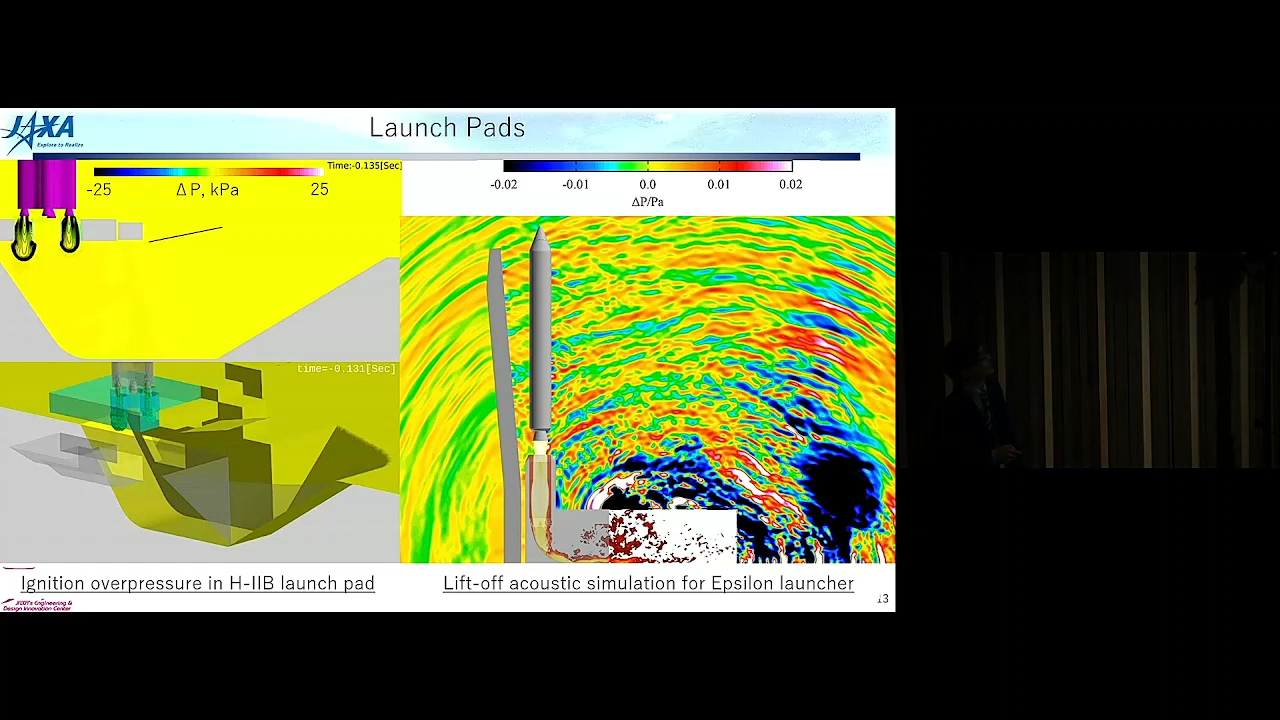 JAXA
Explore to Realize
Launch Pads
Time:-0.135[Sec]
-25 Δ P, kPa 25
-0.02 -0.01 0.0 0.01 0.02
ΔP/Pa
time=-0.131[Sec]
Ignition overpressure in H-IIB launch pad
Lift-off acoustic simulation for Epsilon launcher
JEDI's Engineering &
Design Innovation Center
13